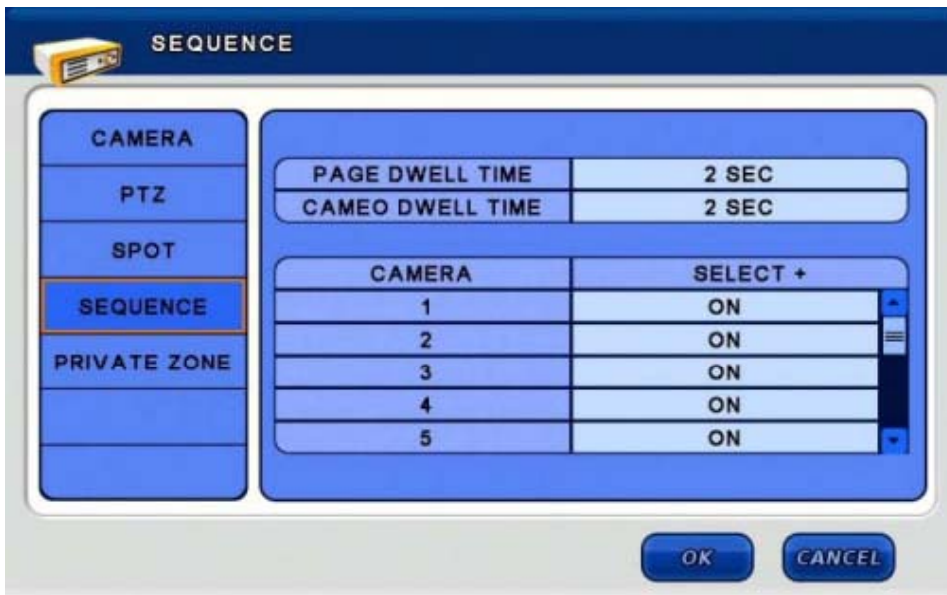 SEQUENCE
CAMERA
PTZ
SPOT
SEQUENCE
PRIVATE ZONE
PAGE DWELL TIME 2 SEC
CAMEO DWELL TIME 2 SEC
CAMERA SELECT +
1 ON
2 ON
3 ON
4 ON
5 ON
OK CANCEL